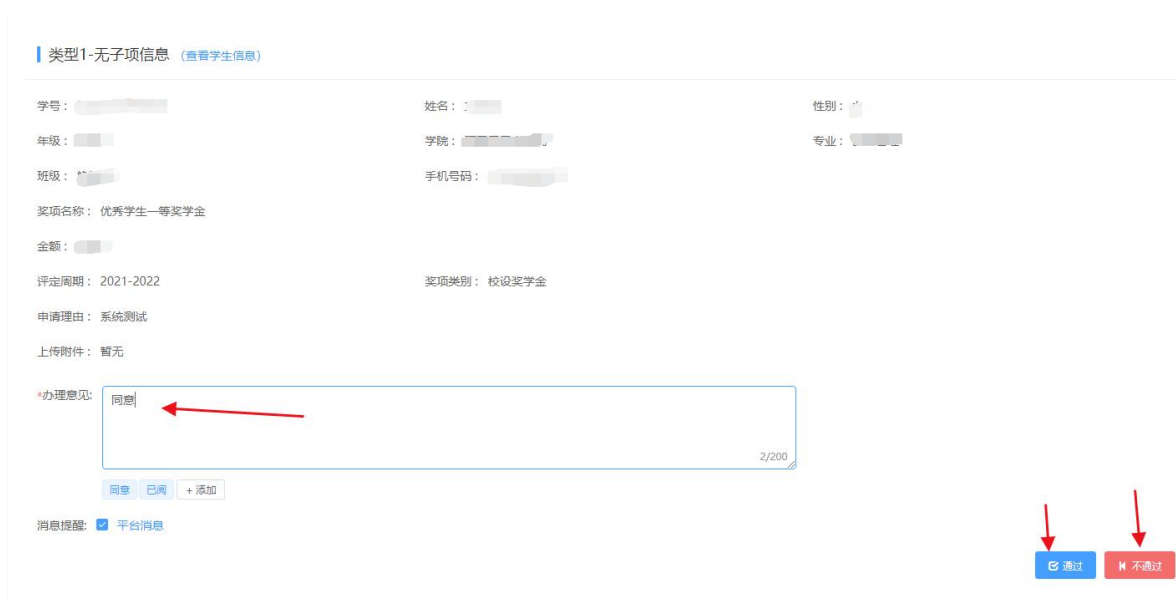 类型1-无子项信息 (查看学生信息)
学号： 姓名： 性别：
年级： 学院： 专业：
班级： 手机号码：
奖项名称： 优秀学生一等奖学金
金额：
评定周期： 2021-2022 奖项类别： 校设奖学金
申请理由： 系统测试
上传附件： 暂无
*办理意见: 同意
2/200
同意 已阅 + 添加
消息提醒: 平台消息
通过 不通过